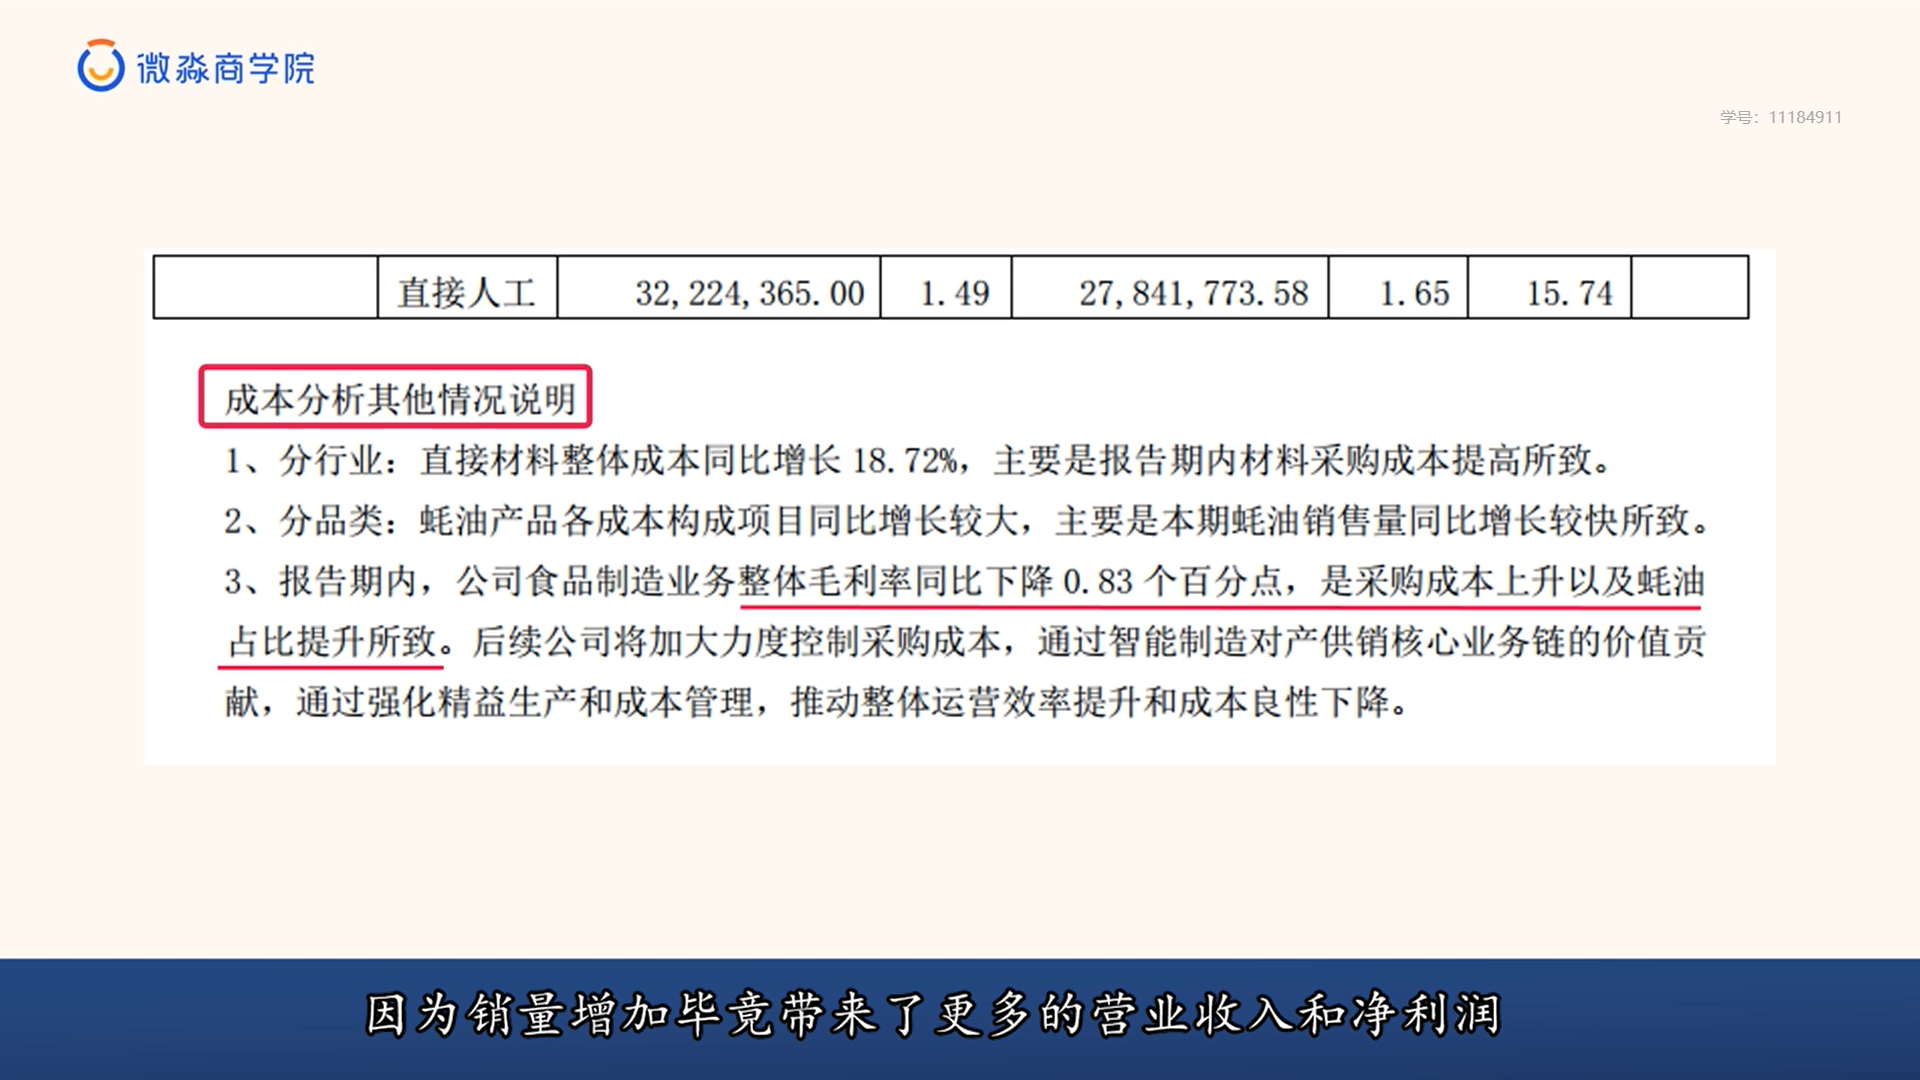 微淼商学院
学号：11184911
直接人工 32,224,365.00 1.49 27,841,773.58 1.65 15.74
成本分析其他情况说明
1、分行业：直接材料整体成本同比增长 18.72%，主要是报告期内材料采购成本提高所致。
2、分品类：蚝油产品各成本构成项目同比增长较大，主要是本期蚝油销售量同比增长较快所致。
3、报告期内，公司食品制造业务整体毛利率同比下降 0.83 个百分点，是采购成本上升以及蚝油
占比提升所致。后续公司将加大力度控制采购成本，通过智能制造对产供销核心业务链的价值贡
献，通过强化精益生产和成本管理，推动整体运营效率提升和成本良性下降。
因为销量增加毕竟带来了更多的营业收入和净利润